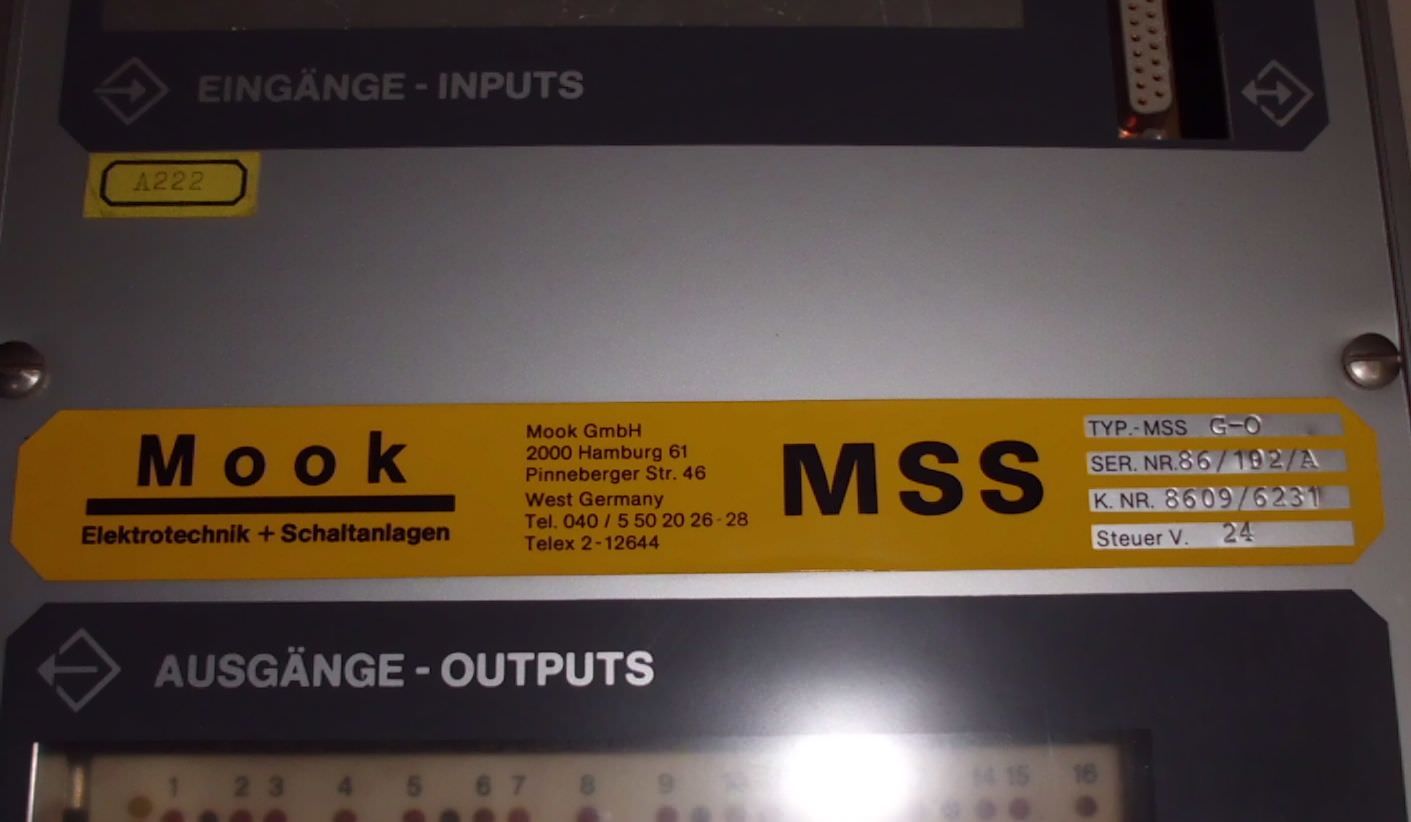 EINGÄNGE - INPUTS
A222
Mook
Elektrotechnik + Schaltanlagen
Mook GmbH
2000 Hamburg 61
Pinneberger Str. 46
West Germany
Tel. 040 / 5 50 20 26-28
Telex 2-12644
MSS
TYP.-MSS G-O
SER. NR. 86/102/A
K. NR. 8609/6231
Steuer V. 24
AUSGÄNGE - OUTPUTS
1 2 3 4 5 6 7 8 9 14 15 16